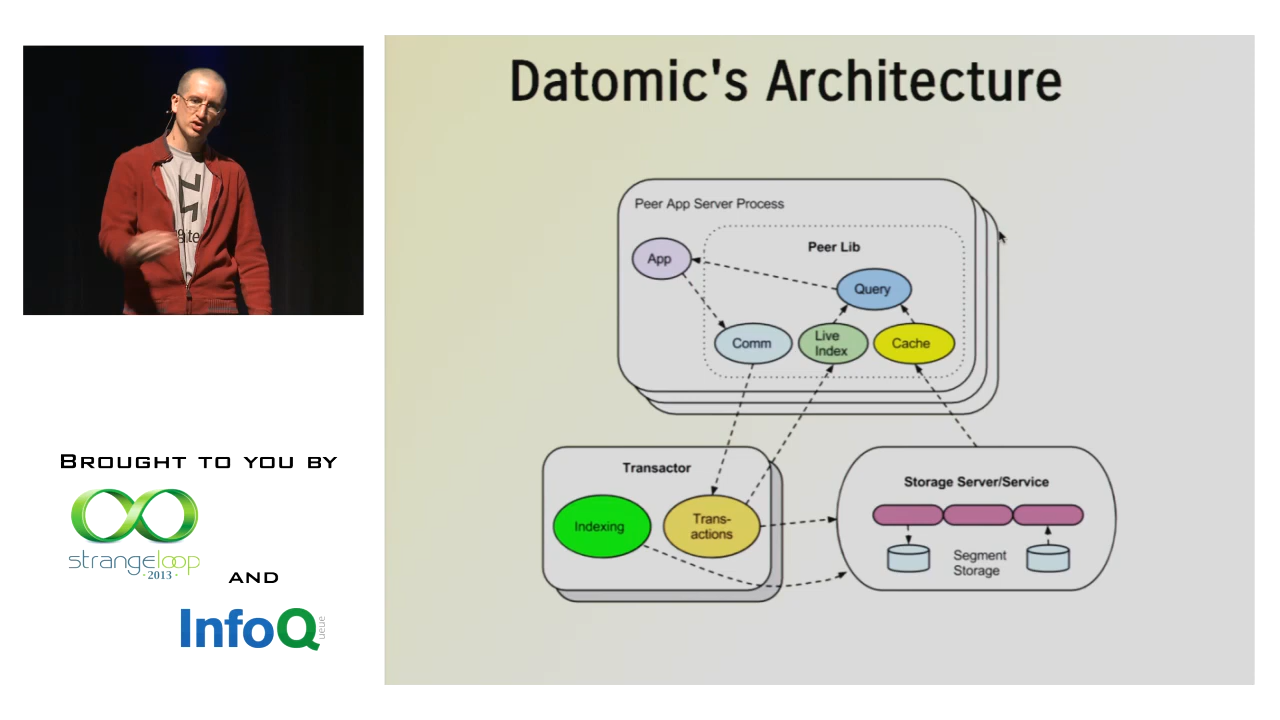 Datomic's Architecture
Peer App Server Process
Peer Lib
App
Query
Comm
Live
Index
Cache
Transactor
Indexing
Trans-
actions
Storage Server/Service
Segment
Storage
BROUGHT TO YOU BY
strangeloop
·2013·
AND
InfoQ
ueue